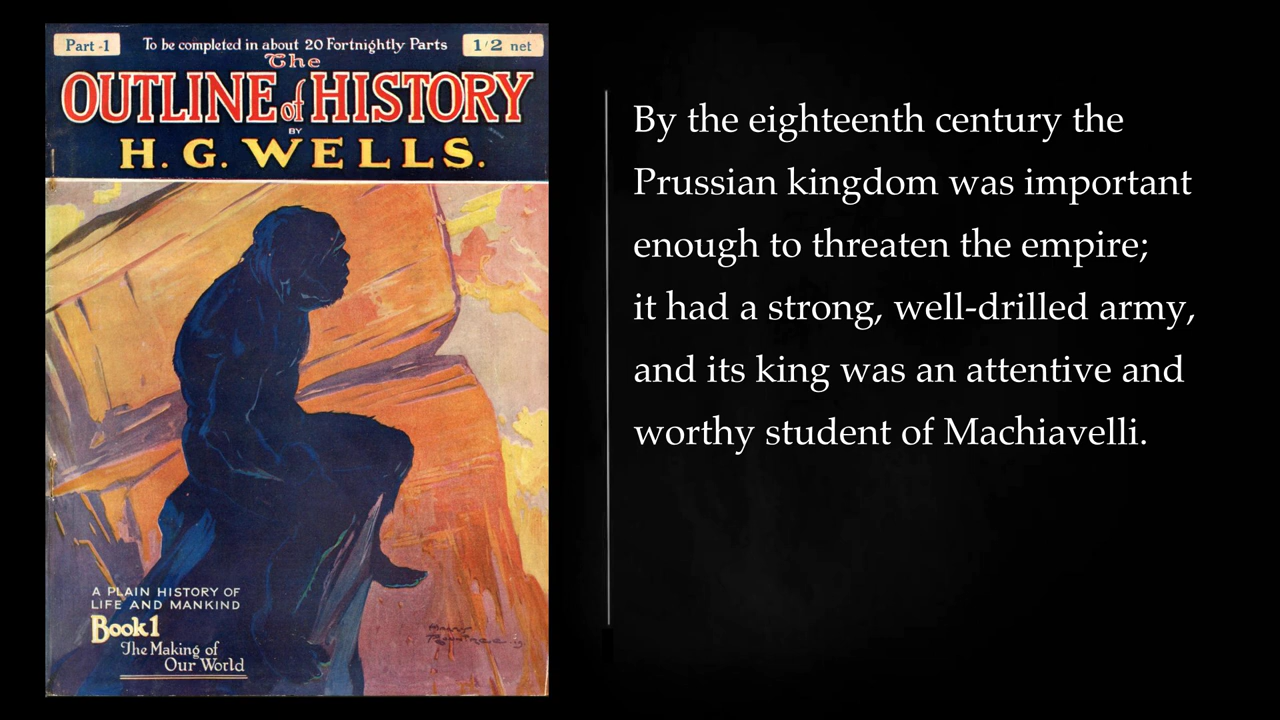 Part -1
To be completed in about 20 Fortnightly Parts
1/2 net
The
OUTLINE of HISTORY
BY
H. G. WELLS.
A PLAIN HISTORY OF
LIFE AND MANKIND
Book 1
The Making of
Our World
By the eighteenth century the
Prussian kingdom was important
enough to threaten the empire;
it had a strong, well-drilled army,
and its king was an attentive and
worthy student of Machiavelli.